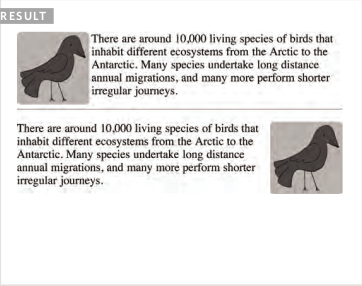 RESULT
There are around 10,000 living species of birds that
inhabit different ecosystems from the Arctic to the
Antarctic. Many species undertake long distance
annual migrations, and many more perform shorter
irregular journeys.
There are around 10,000 living species of birds that
inhabit different ecosystems from the Arctic to the
Antarctic. Many species undertake long distance
annual migrations, and many more perform shorter
irregular journeys.